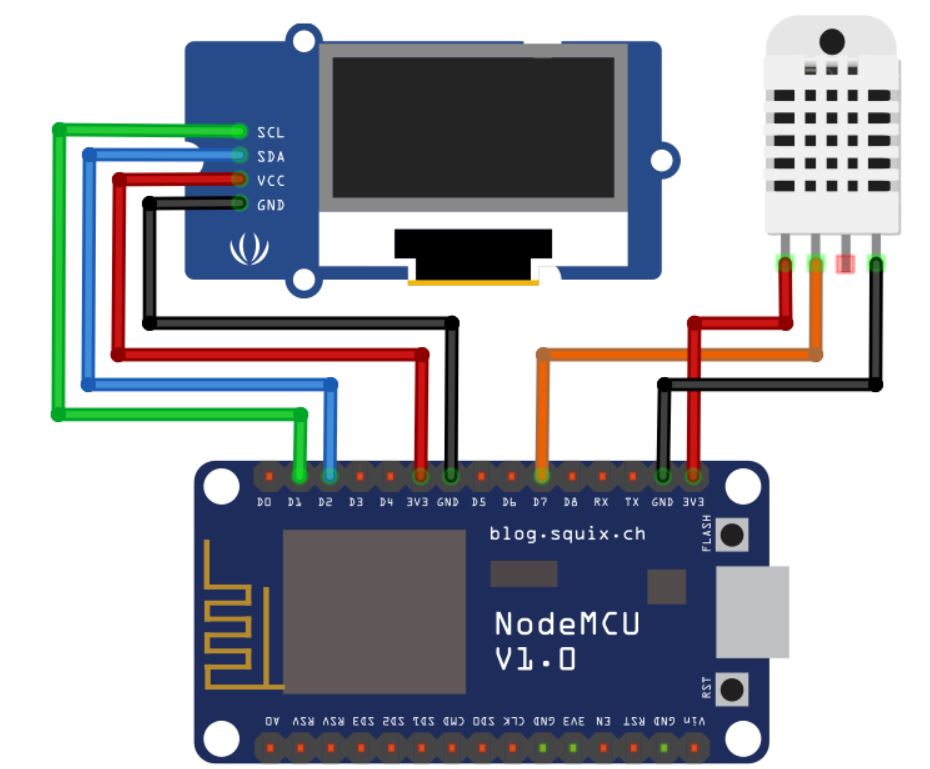 SCL
SDA
VCC
GND
D0 D1 D2 D3 D4 3V3 GND D5 D6 D7 D8 RX TX GND 3V3
blog.squix.ch
FLASH
NodeMCU
V1.0
RST
A0 RSV RSV SD3 SD2 SD1 CMD SD0 CLK GND 3V3 EN RST GND Vin